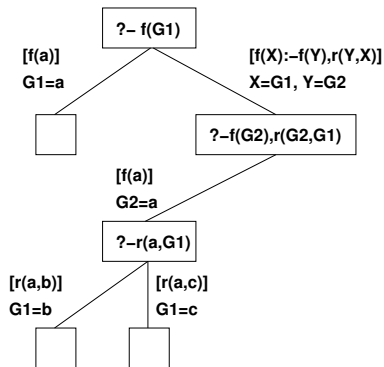 ?− f(G1)
[f(a)]
G1=a
[f(X):−f(Y),r(Y,X)]
X=G1, Y=G2
?−f(G2),r(G2,G1)
[f(a)]
G2=a
?−r(a,G1)
[r(a,b)]
G1=b
[r(a,c)]
G1=c